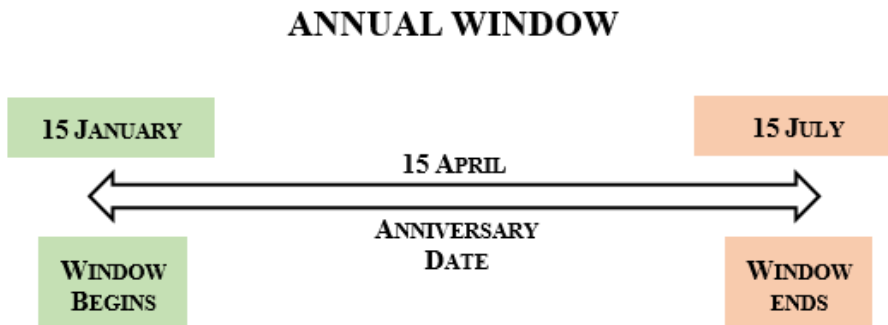 ANNUAL WINDOW
15 JANUARY
15 JULY
15 APRIL
ANNIVERSARY
DATE
WINDOW
BEGINS
WINDOW
ENDS